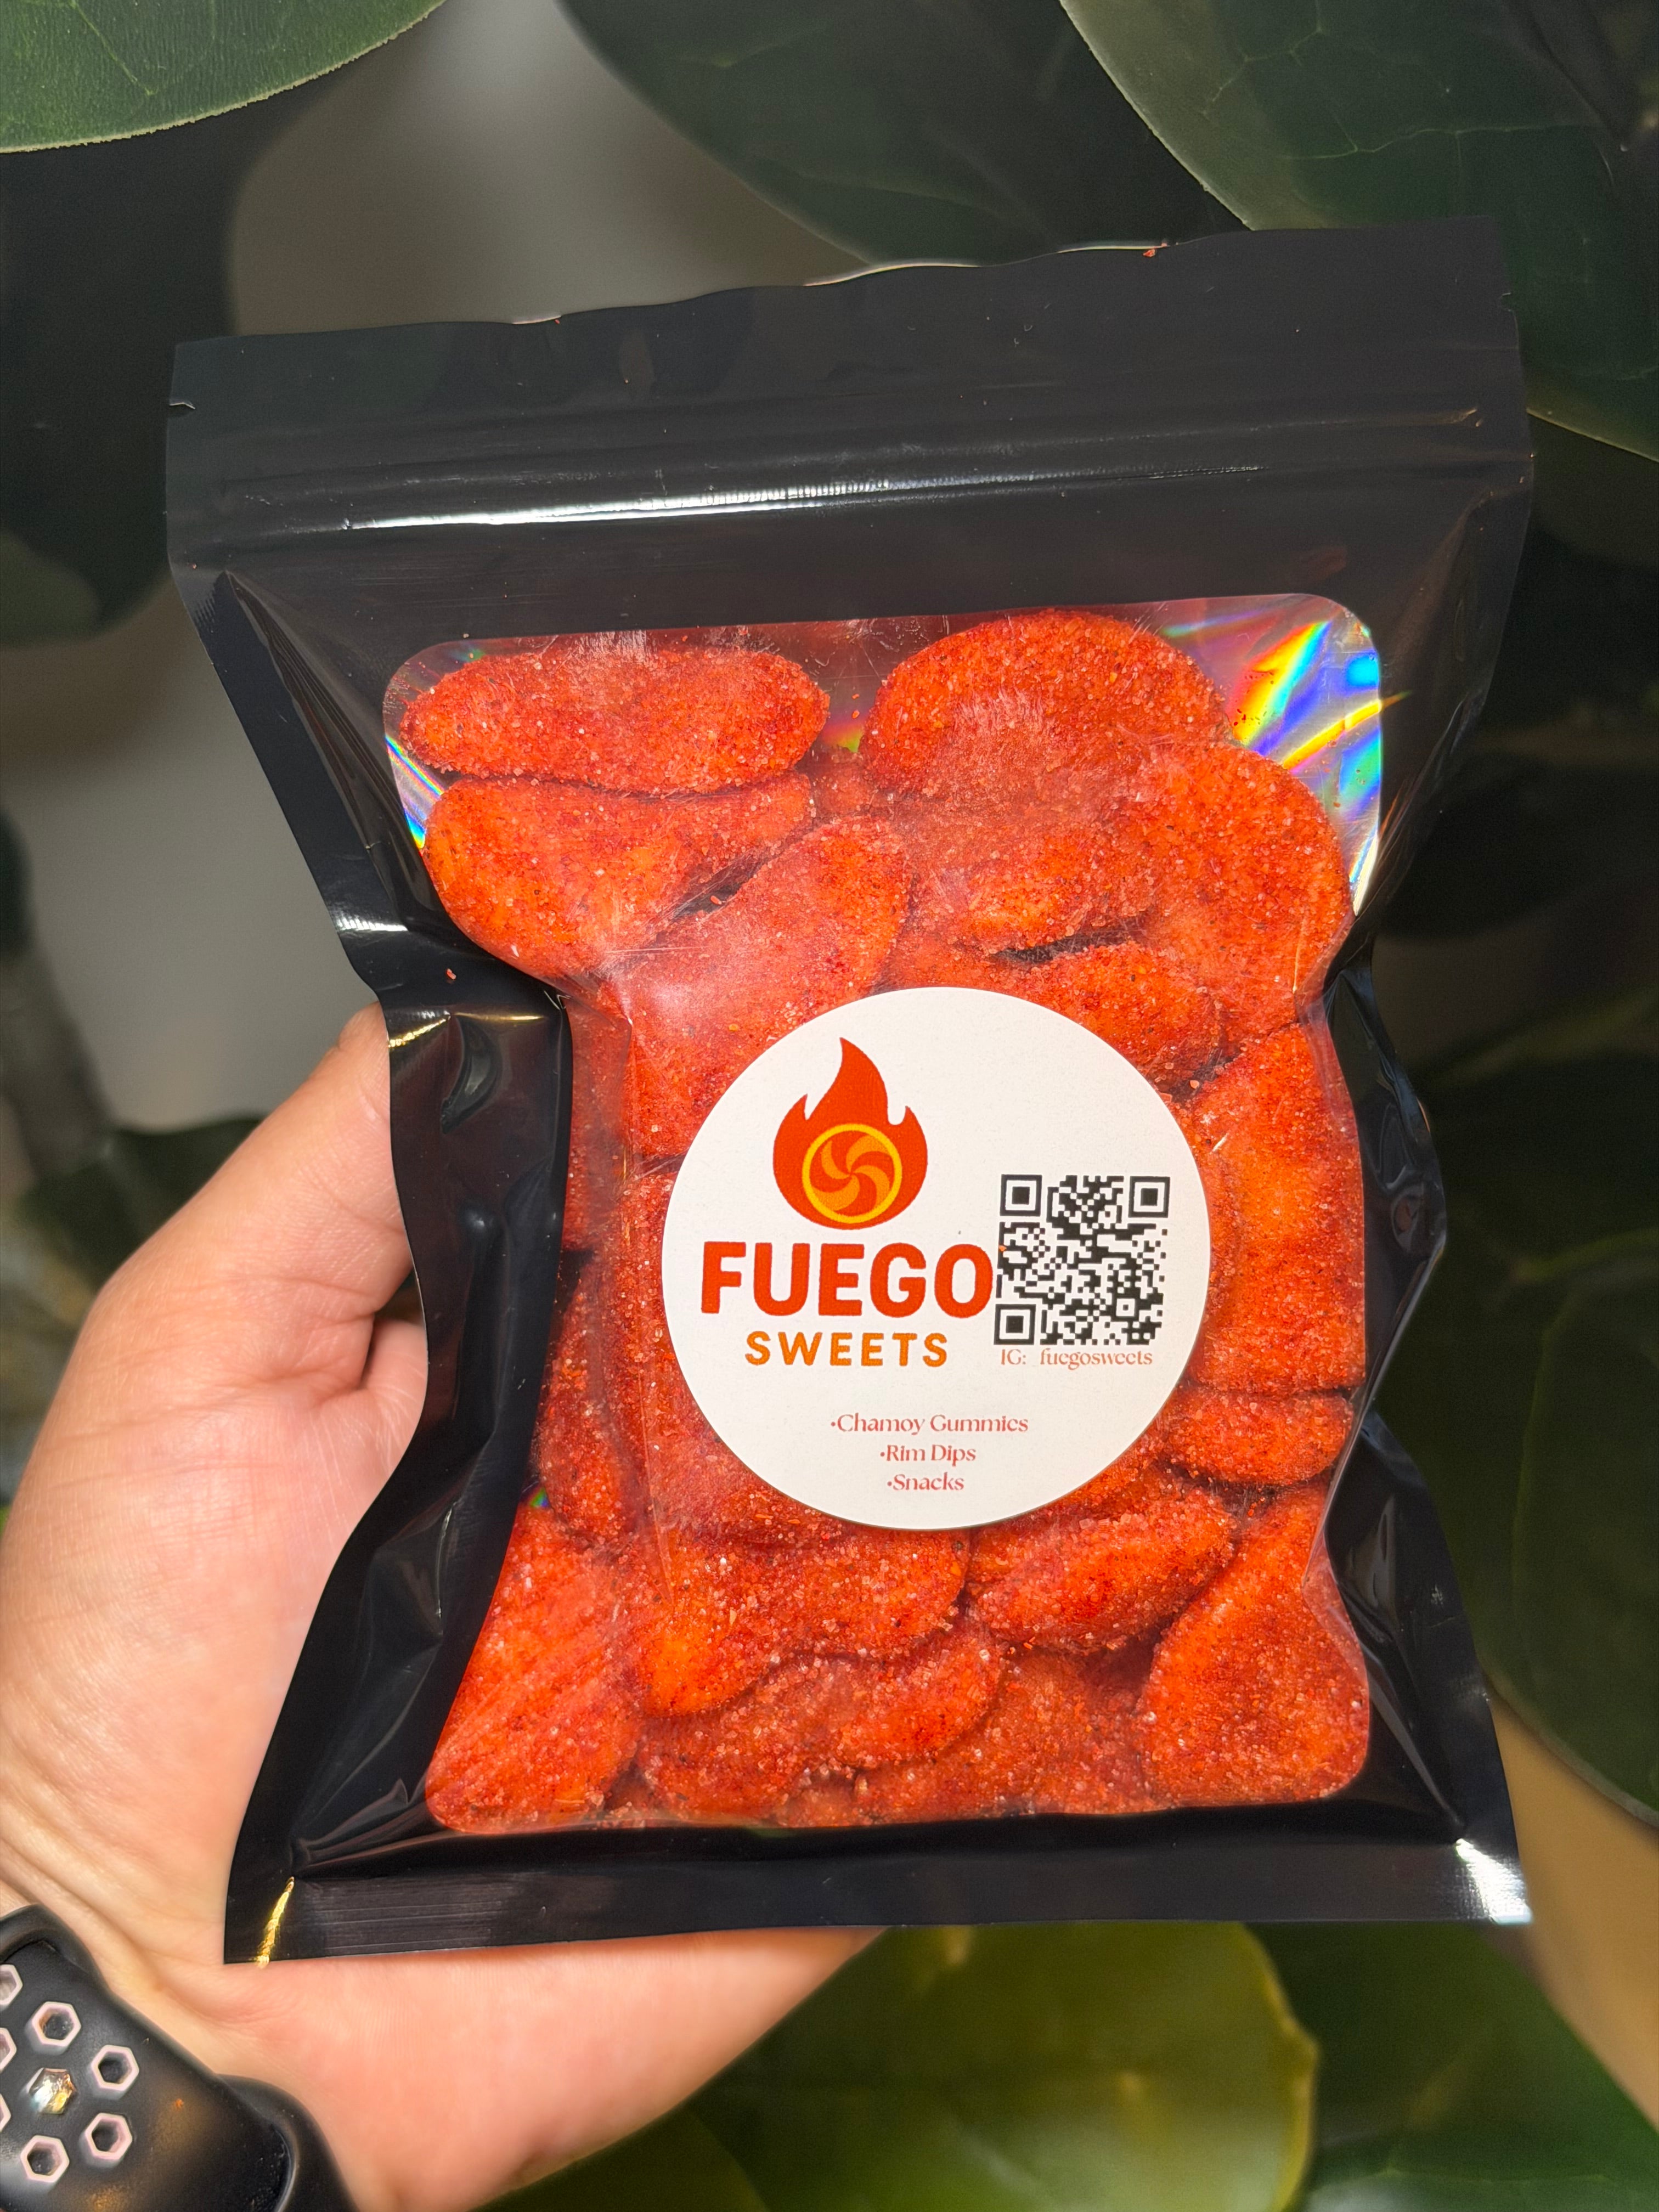 FUEGO
SWEETS
IG: fuegosweets
•Chamoy Gummies
•Rim Dips
•Snacks